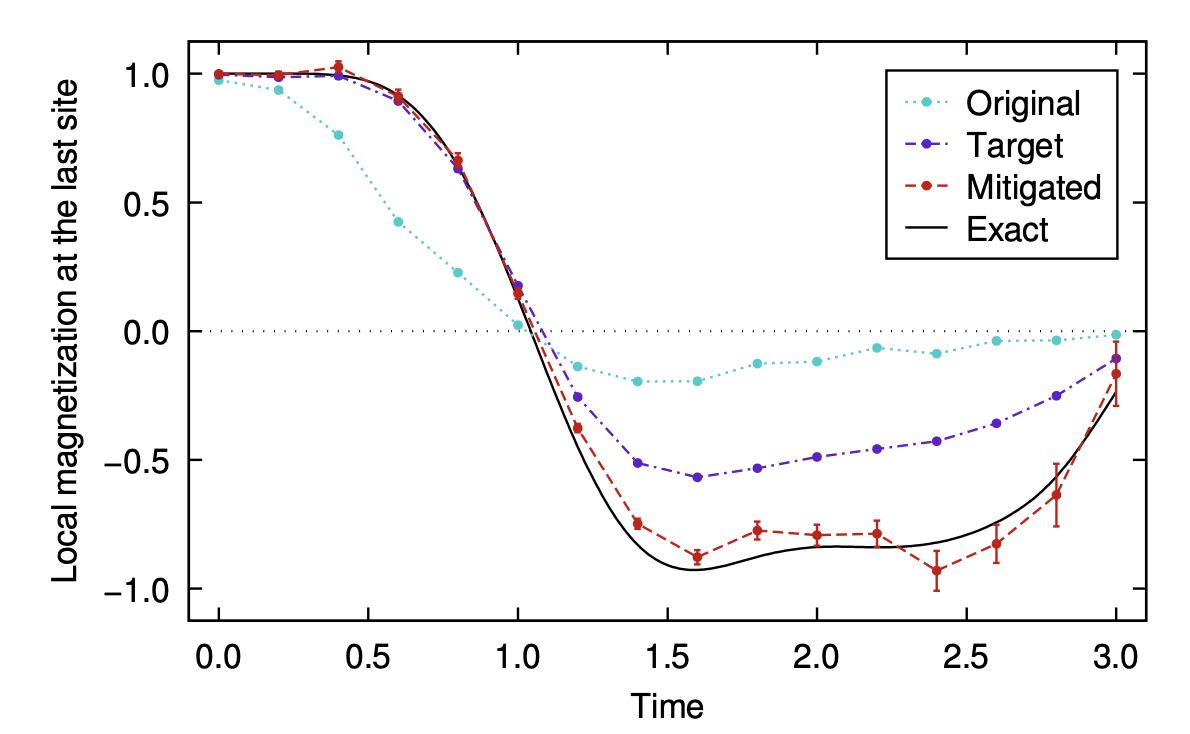 Local magnetization at the last site
1.0
0.5
0.0
−0.5
−1.0
Original
Target
Mitigated
Exact
0.0 0.5 1.0 1.5 2.0 2.5 3.0
Time